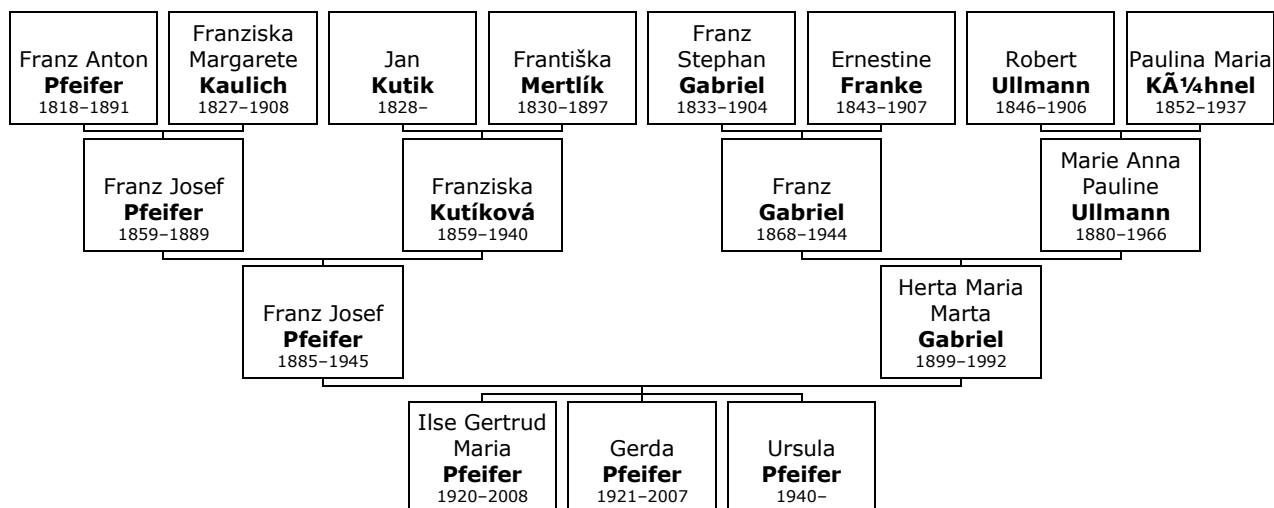 Franz Anton
Pfeifer
1818–1891
Franziska
Margarete
Kaulich
1827–1908
Jan
Kutik
1828–
Františka
Mertlík
1830–1897
Franz
Stephan
Gabriel
1833–1904
Ernestine
Franke
1843–1907
Robert
Ullmann
1846–1906
Paulina Maria
KÃ¼hnel
1852–1937
Franz Josef
Pfeifer
1859–1889
Franziska
Kutíková
1859–1940
Franz
Gabriel
1868–1944
Marie Anna
Pauline
Ullmann
1880–1966
Franz Josef
Pfeifer
1885–1945
Herta Maria
Marta
Gabriel
1899–1992
Ilse Gertrud
Maria
Pfeifer
1920–2008
Gerda
Pfeifer
1921–2007
Ursula
Pfeifer
1940–